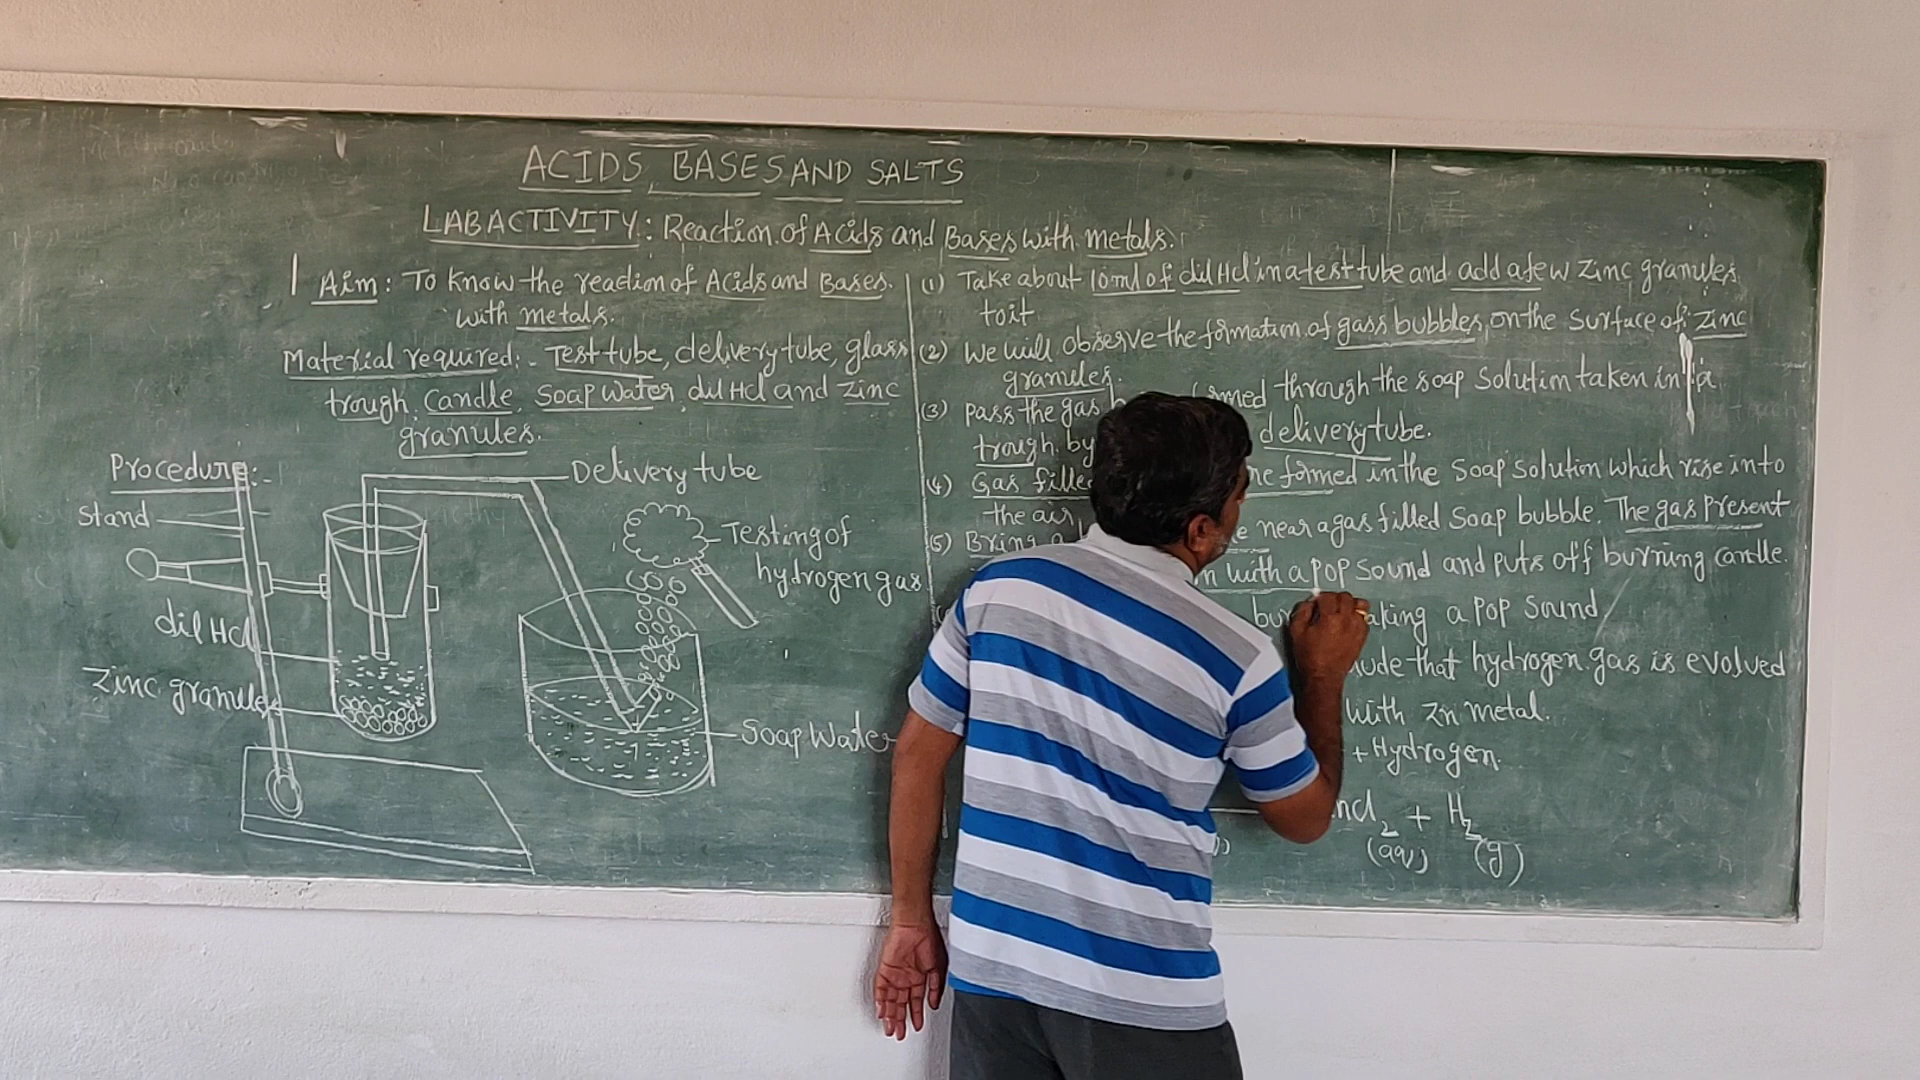 ACIDS, BASES AND SALTS
LAB ACTIVITY: Reaction of Acids and Bases with metals.
Aim: To Know the reaction of Acids and Bases.
with metals.
Material required:- Test tube, delivery tube, glass
trough, Candle, Soap Water, dil Hcl and Zinc
granules.
Procedure:-
Stand
dil Hcl
Zinc granules
Delivery tube
Testing of
hydrogen gas
Soap Water
(1) Take about 10ml of dil Hcl in a test tube and add a few Zinc granules
to it
(2) We will observe the formation of gass bubbles, on the surface of Zinc
granules.
(3) pass the gas through the soap Solution taken in a
trough by delivery tube.
(4) Gas formed in the Soap Solution which rise into
the air
(5) Bring a near a gas filled Soap bubble. The gas present
with a pop Sound and puts off burning candle.
a pop Sound
that hydrogen gas is evolved
with Zn metal.
+ Hydrogen
ncl2 + H2
(aq) (g)